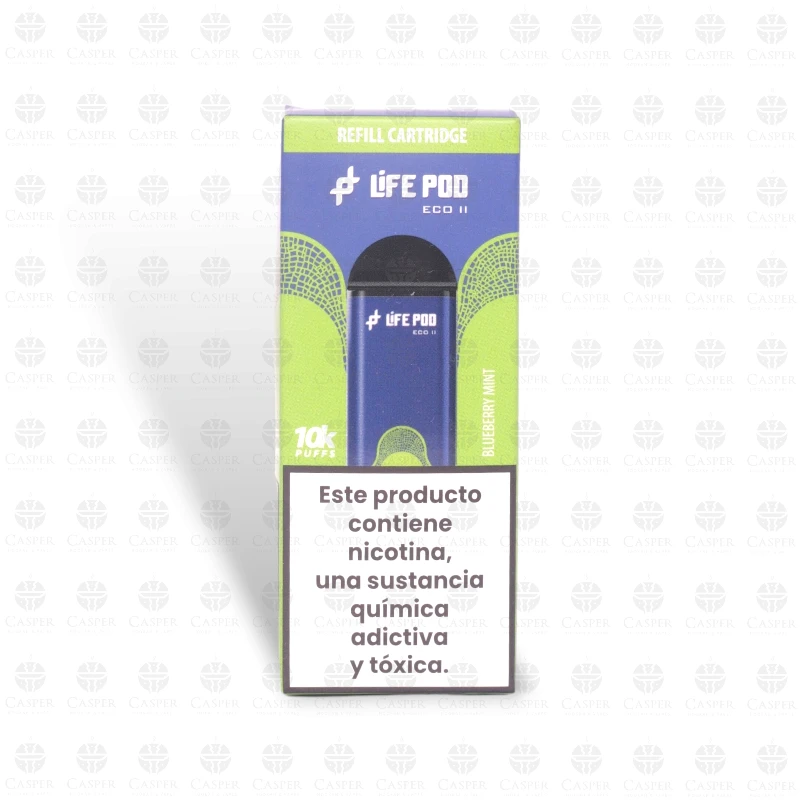 REFILL CARTRIDGE
LiFE POD
ECO II
LiFE POD
ECO II
10k
PUFFS
BLUEBERRY MINT
Este producto
contiene
nicotina,
una sustancia
química
adictiva
y tóxica.
CASPER